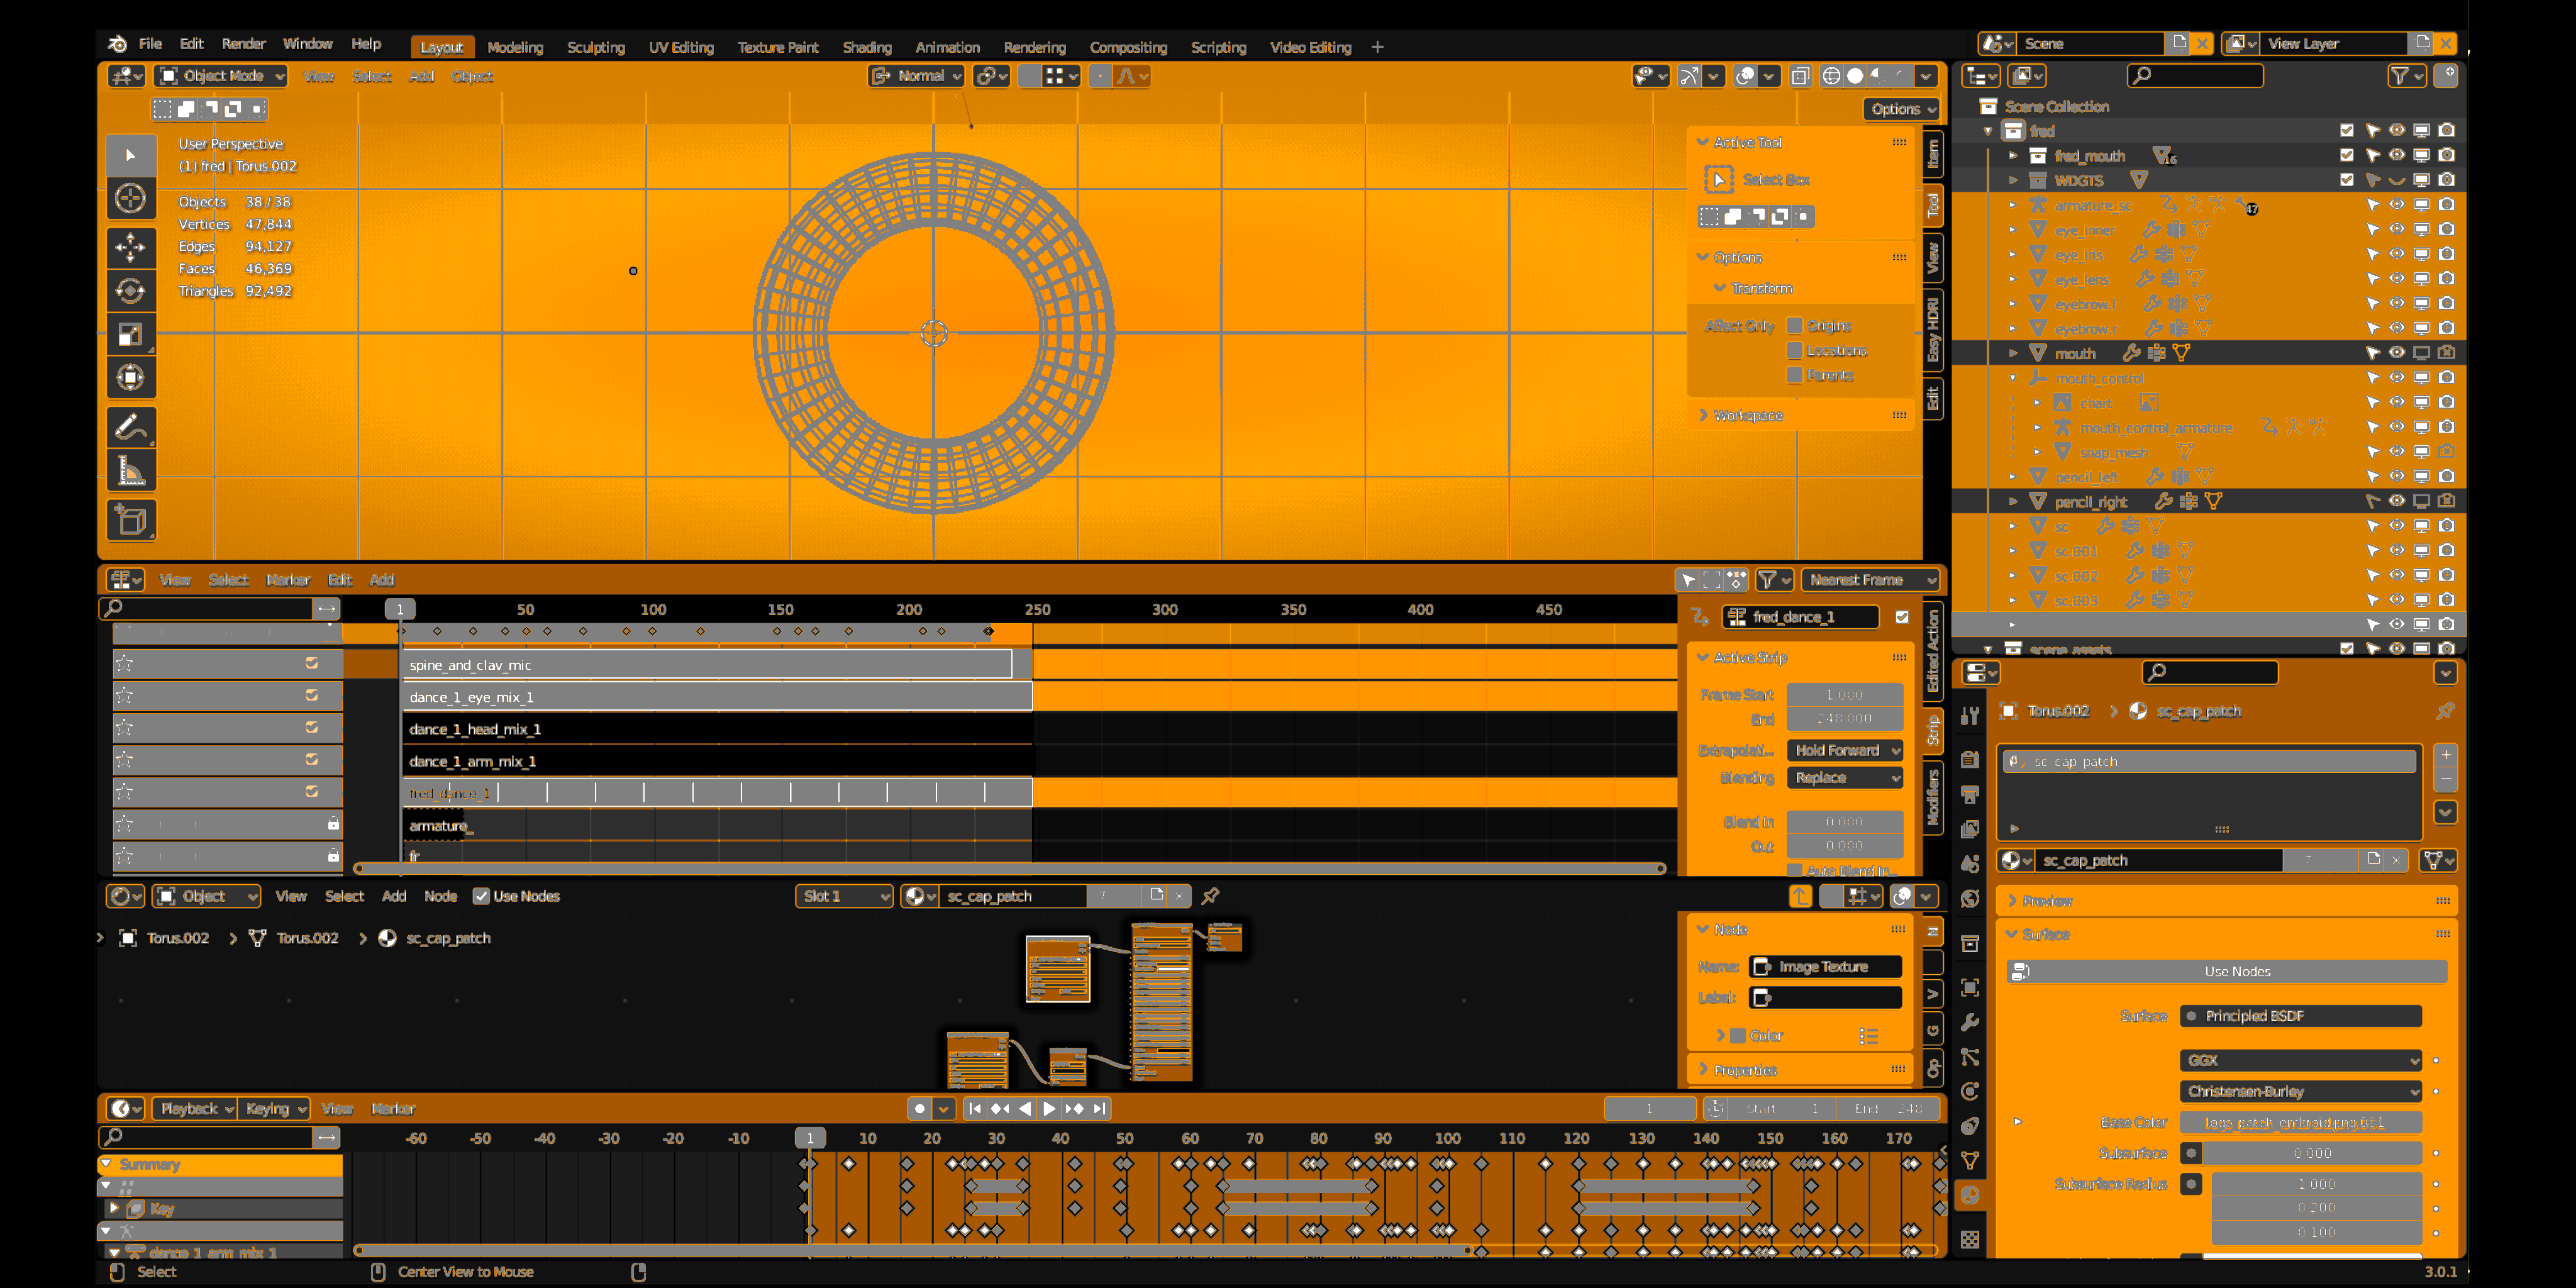 File Edit Render Window Help Layout Modeling Sculpting UV Editing Texture Paint Shading Animation Rendering Compositing Scripting Video Editing + Scene View Layer
Object Mode View Select Add Object Normal
Options
User Perspective
(1) fred | Torus.002
Objects 38 / 38
Vertices 47,844
Edges 94,127
Faces 46,369
Triangles 92,492
Active Tool
Select Box
Options
Transform
Affect Only Origins
Locations
Parents
Workspace
Item
Tool
View
Easy HDRI
Edit
Scene Collection
fred
fred_mouth 16
WDGTS
armature_sc 47
eye_inner
eye_iris
eye_lens
eyebrow.l
eyebrow.r
mouth
mouth_control
chart
mouth_control_armature
snap_mesh
pencil_left
pencil_right
sc
sc.001
sc.002
sc.003
scene_assets
View Select Marker Edit Add Nearest Frame
1 50 100 150 200 250 300 350 400 450
spine_and_clav_mic
dance_1_eye_mix_1
dance_1_head_mix_1
dance_1_arm_mix_1
fred_dance_1
armature_
fr
fred_dance_1
Active Strip
Frame Start 1.000
End 248.000
Extrapolati... Hold Forward
Blending Replace
Blend In 0.000
Out 0.000
Auto Blend In...
Edited Action
Strip
Modifiers
Object View Select Add Node Use Nodes Slot 1 sc_cap_patch 7
Torus.002 > Torus.002 > sc_cap_patch
Node
Name: Image Texture
Label:
Color
Properties
V
G
Op
Playback Keying View Marker 1 Start 1 End 248
-60 -50 -40 -30 -20 -10 1 10 20 30 40 50 60 70 80 90 100 110 120 130 140 150 160 170
Summary
Key
dance_1_arm_mix_1
Torus.002 > sc_cap_patch
sc_cap_patch
sc_cap_patch 7
Preview
Surface
Use Nodes
Surface Principled BSDF
GGX
Christensen-Burley
Base Color logo_patch_embroid.png.001
Subsurface 0.000
Subsurface Radius 1.000
0.200
0.100
Select Center View to Mouse 3.0.1